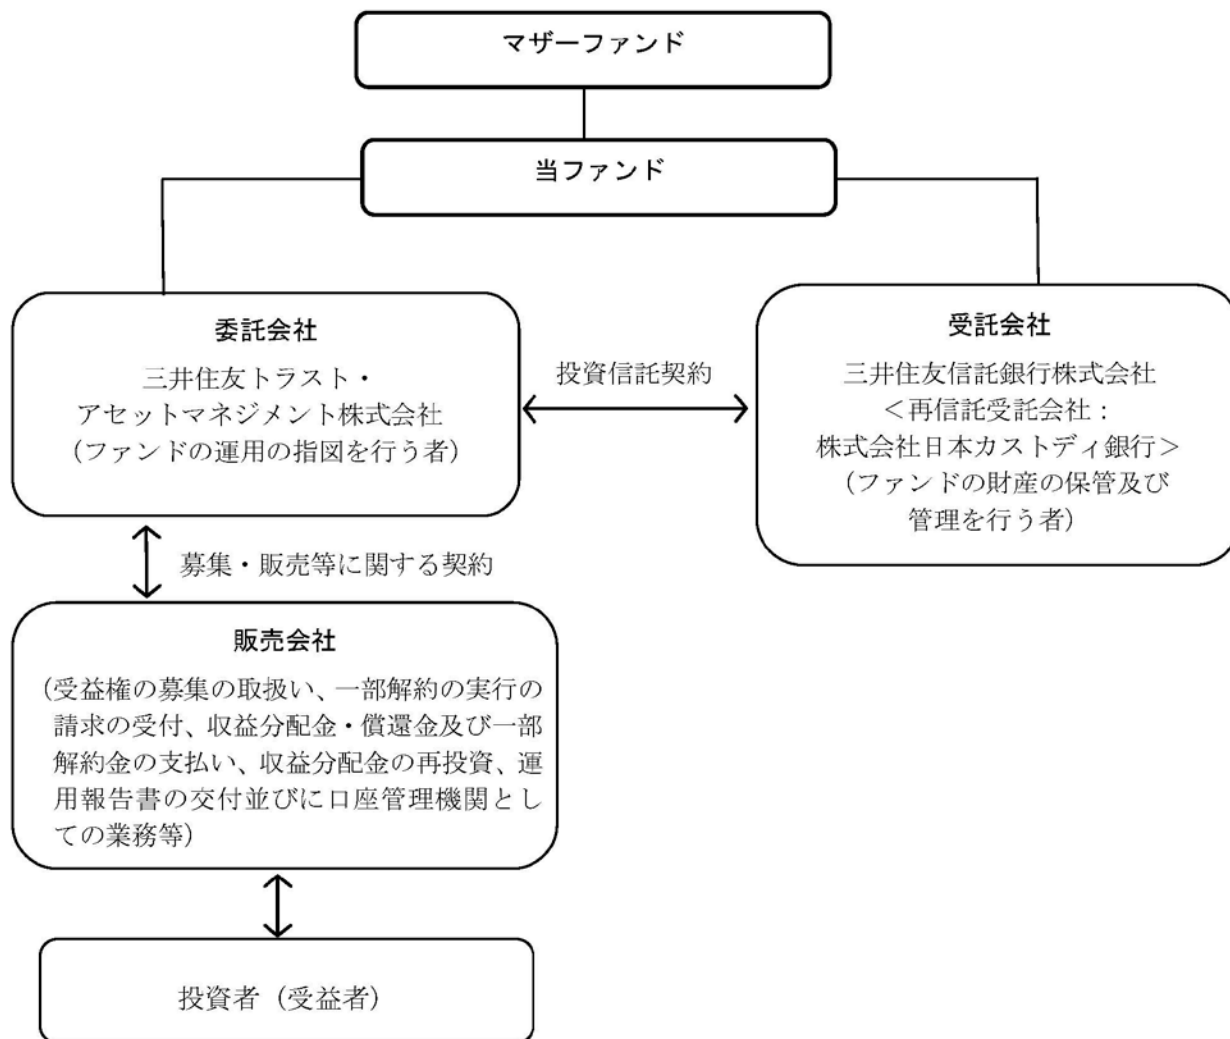 マザーファンド
当ファンド
委託会社
三井住友トラスト・
アセットマネジメント株式会社
（ファンドの運用の指図を行う者）
投資信託契約
受託会社
三井住友信託銀行株式会社
＜再信託受託会社：
株式会社日本カストディ銀行＞
（ファンドの財産の保管及び
管理を行う者）
募集・販売等に関する契約
販売会社
（受益権の募集の取扱い、一部解約の実行の
請求の受付、収益分配金・償還金及び一部
解約金の支払い、収益分配金の再投資、運
用報告書の交付並びに口座管理機関とし
ての業務等）
投資者（受益者）